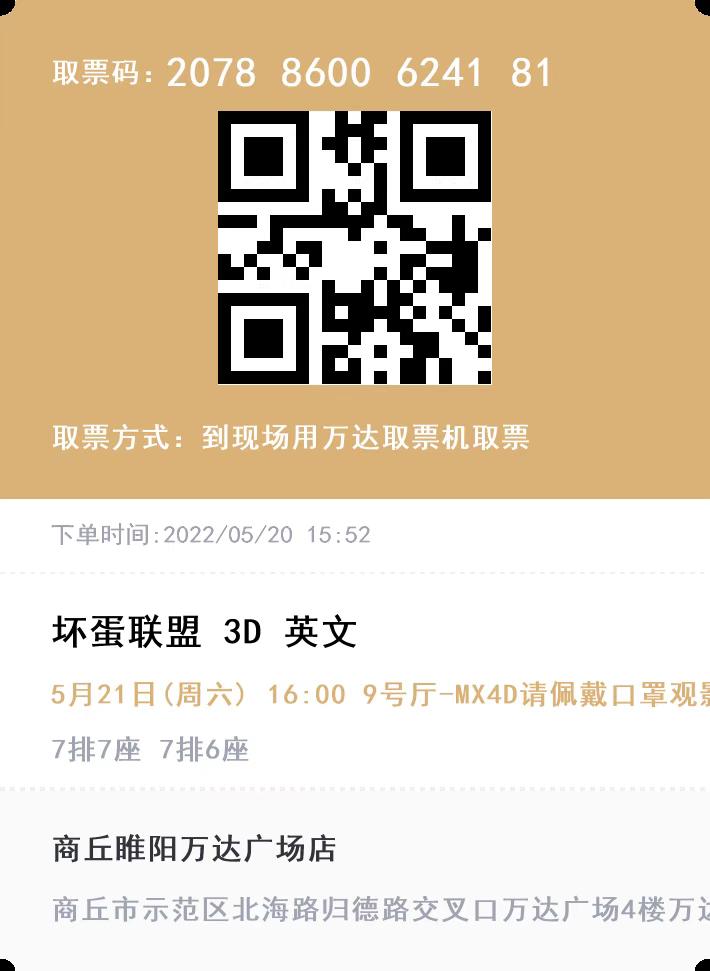 取票码：2078 8600 6241 81
取票方式：到现场用万达取票机取票
下单时间:2022/05/20 15:52
坏蛋联盟 3D 英文
5月21日(周六) 16:00 9号厅-MX4D请佩戴口罩观影
7排7座 7排6座
商丘睢阳万达广场店
商丘市示范区北海路归德路交叉口万达广场4楼万达